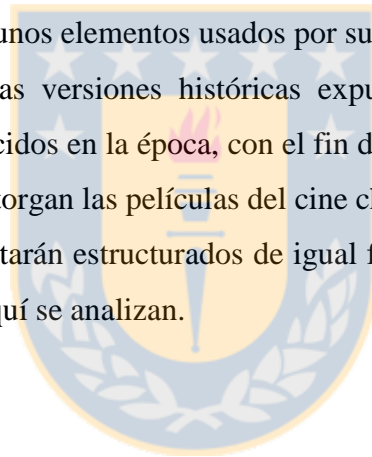 unos elementos usados por su
as versiones históricas expu
cidos en la época, con el fin d
torgan las películas del cine cl
tarán estructurados de igual f
quí se analizan.